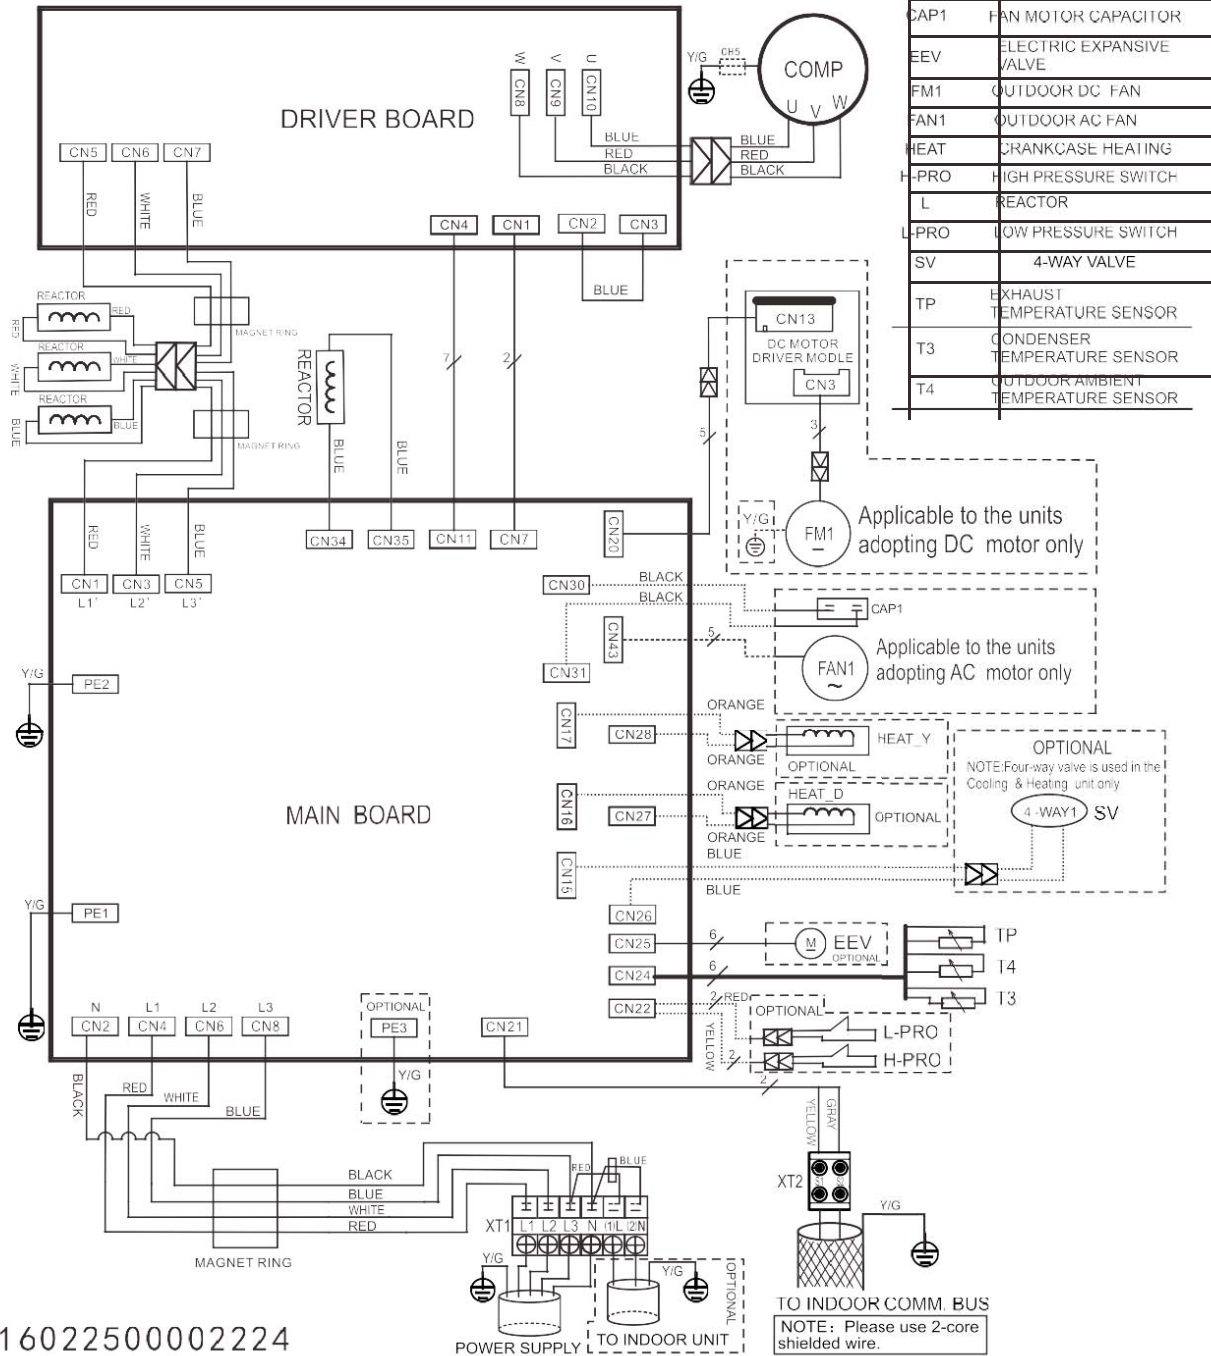 CAP1 FAN MOTOR CAPACITOR
EEV ELECTRIC EXPANSIVE
VALVE
FM1 OUTDOOR DC FAN
FAN1 OUTDOOR AC FAN
HEAT CRANKCASE HEATING
H-PRO HIGH PRESSURE SWITCH
L REACTOR
L-PRO LOW PRESSURE SWITCH
SV 4-WAY VALVE
TP EXHAUST
TEMPERATURE SENSOR
T3 CONDENSER
TEMPERATURE SENSOR
T4 OUTDOOR AMBIENT
TEMPERATURE SENSOR
DRIVER BOARD
W V U
CN8 CN9 CN10
Y/G CH5
COMP
U V W
BLUE BLUE
RED RED
BLACK BLACK
CN5 CN6 CN7
RED WHITE BLUE
CN4 CN1 CN2 CN3
BLUE
REACTOR
RED
RED
MAGNET RING
REACTOR
WHITE
WHITE
REACTOR
BLUE
BLUE
MAGNET RING
REACTOR
BLUE BLUE
7 2
CN13
DC MOTOR
DRIVER MODLE
CN3
5 3
Y/G
FM1
Applicable to the units
adopting DC motor only
RED WHITE BLUE
CN1 CN3 CN5
L1' L2' L3'
CN34 CN35 CN11 CN7 CN20
CN30 BLACK
BLACK
CAP1
CN43 5
CN31
FAN1
~
Applicable to the units
adopting AC motor only
Y/G PE2
CN17 CN28
ORANGE
ORANGE
HEAT_Y
OPTIONAL
CN16 CN27
ORANGE
ORANGE
HEAT_D
OPTIONAL
OPTIONAL
NOTE:Four-way valve is used in the
Cooling & Heating unit only
4-WAY1 SV
MAIN BOARD
CN15 BLUE
BLUE
CN26
Y/G PE1
CN25 6 M EEV
OPTIONAL
CN24 6
TP
T4
T3
CN22 2 RED
YELLOW 2
OPTIONAL
L-PRO
H-PRO
N L1 L2 L3
CN2 CN4 CN6 CN8
OPTIONAL
PE3
Y/G
CN21
2
BLACK RED WHITE BLUE
YELLOW GRAY
BLACK
BLUE
WHITE
RED
MAGNET RING
RED BLUE
XT1 L1 L2 L3 N (1)L (2)N
Y/G Y/G
OPTIONAL
POWER SUPPLY
TO INDOOR UNIT
XT2
Y/G
TO INDOOR COMM. BUS
NOTE: Please use 2-core
shielded wire.
16022500002224